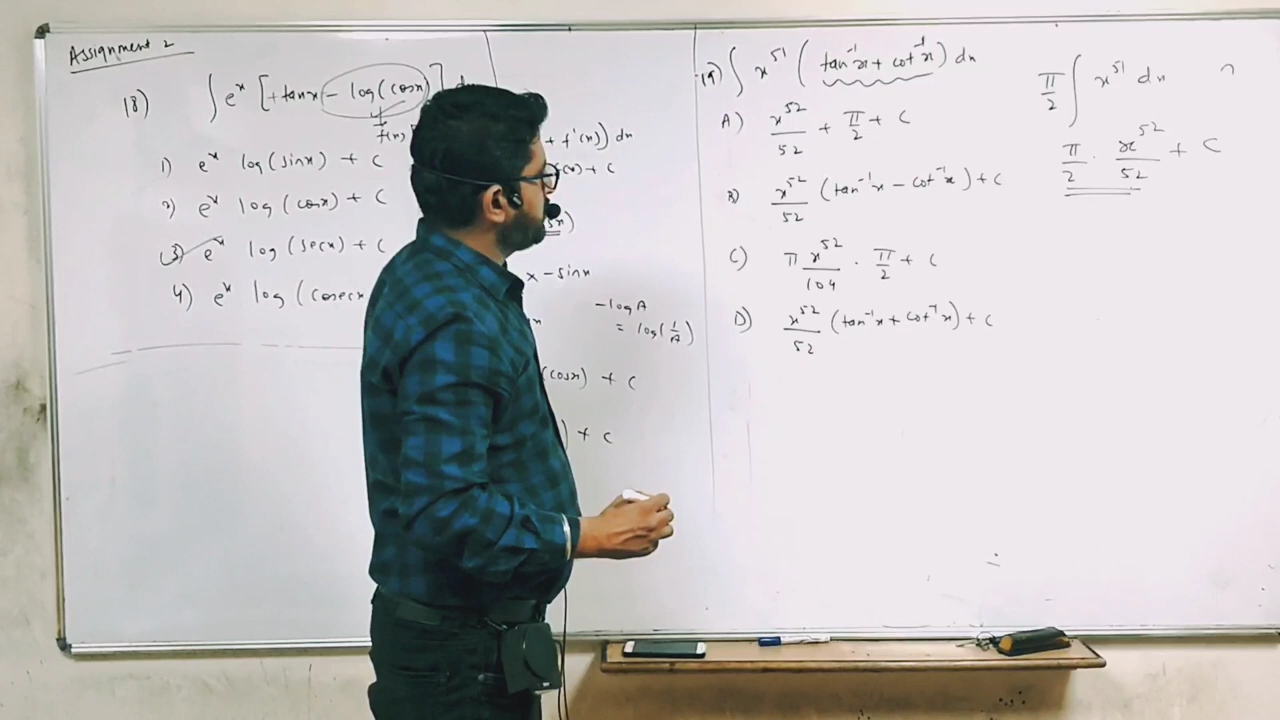 Assignment 2
18) ∫ eˣ [tanx - log(cosx)] d
f(x)
+ f'(x)) dx
1) eˣ log(sinx) + C
(x) + C
2) eˣ log(cosx) + C
3) eˣ log(secx) + C
x - sinx
4) eˣ log(cosecx
-logA
= log(1/A)
(cosx) + C
) + C
19) ∫ x⁵¹ (tan⁻¹x + cot⁻¹x) dx
A) x⁵²/52 + π/2 + C
B) x⁵²/52 (tan⁻¹x - cot⁻¹x) + C
C) π x⁵²/104 · π/2 + C
D) x⁵²/52 (tan⁻¹x + cot⁻¹x) + C
π/2 ∫ x⁵¹ dx
π/2 · x⁵²/52 + C